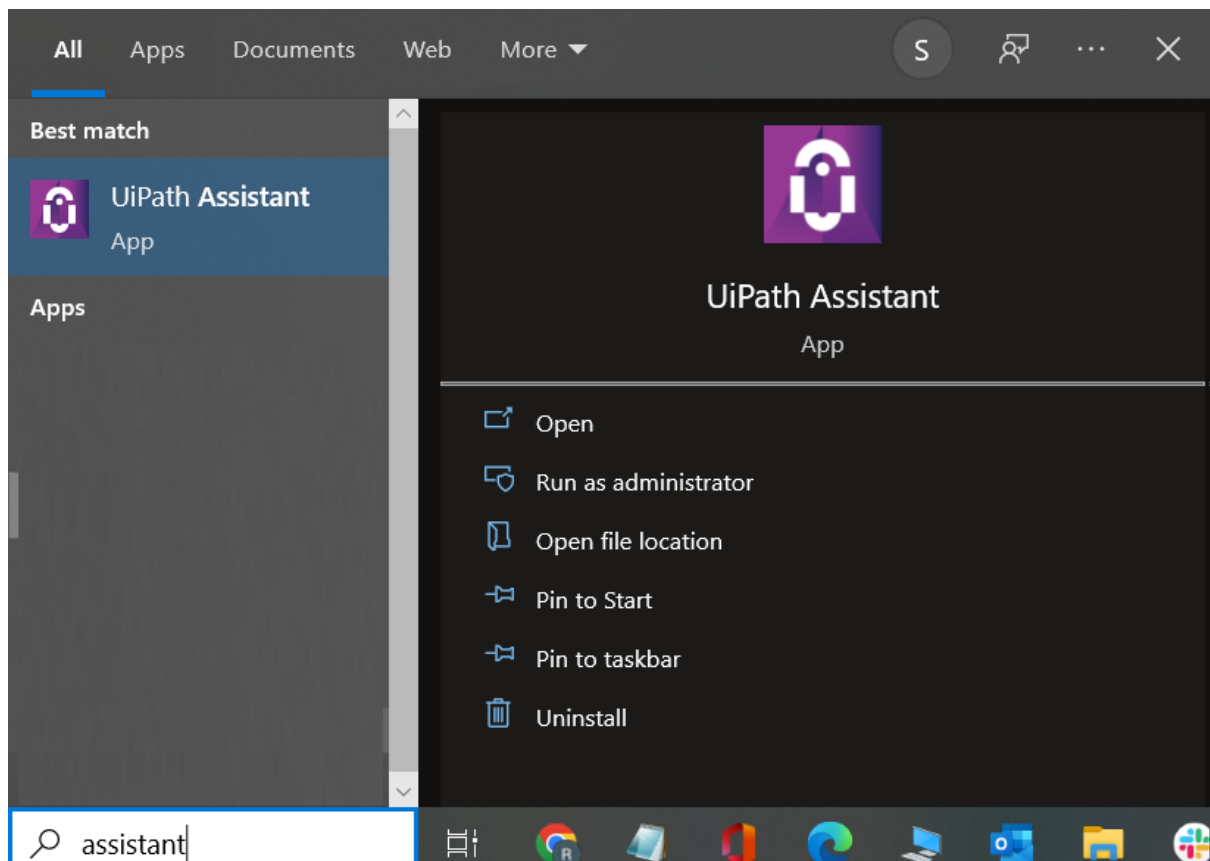 All Apps Documents Web More S
Best match
UiPath Assistant
App
Apps
UiPath Assistant
App
Open
Run as administrator
Open file location
Pin to Start
Pin to taskbar
Uninstall
assistant
R